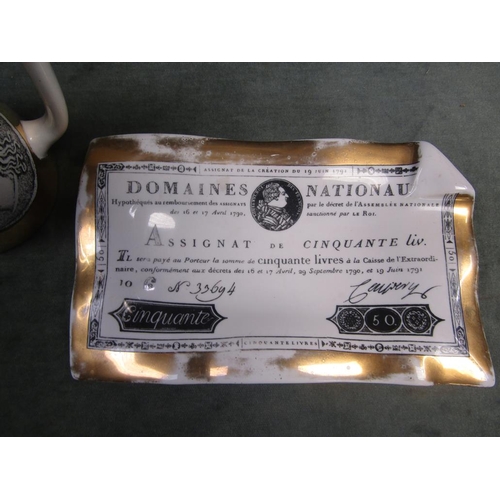 ASSIGNAT DE LA CRÉATION DU 19 JUIN 1791
DOMAINES NATIONAU
Hypothéqués au remboursement des ASSIGNATS par le décret de l'ASSEMBLÉE NATIONALE
des 16 et 17 Avril 1790, sanctionné par LE ROI.
ASSIGNAT DE CINQUANTE liv.
IL sera payé au Porteur la somme de cinquante livres à la Caisse de l'Extraordi-
naire, conformément aux décrets des 16 et 17 Avril, 29 Septembre 1790, et 19 Juin 1791
10 N. 35694
Cinquante 50
CINQUANTE LIVRES